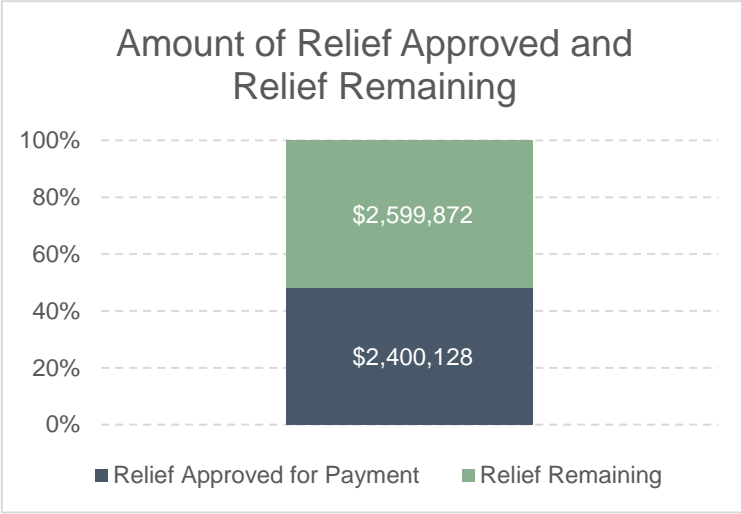 Amount of Relief Approved and
Relief Remaining
100%
80%
60%
40%
20%
0%
$2,599,872
$2,400,128
Relief Approved for Payment
Relief Remaining